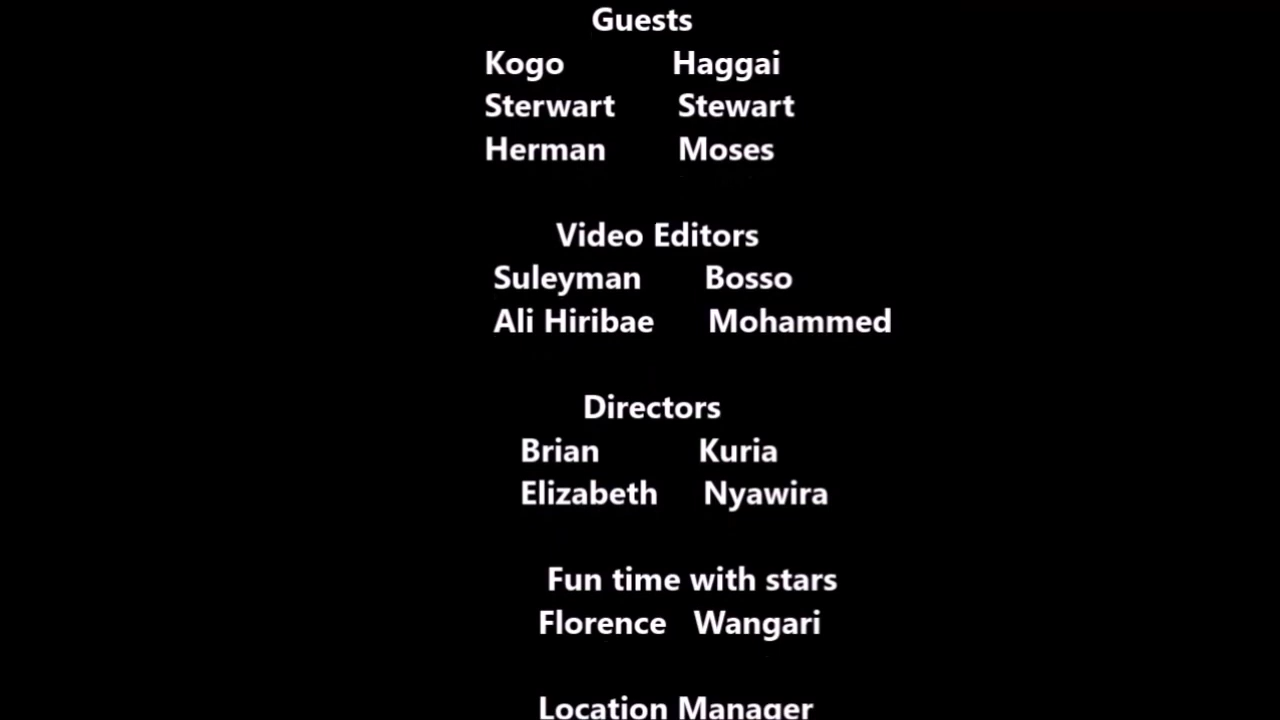 Guests
Kogo Haggai
Sterwart Stewart
Herman Moses
Video Editors
Suleyman Bosso
Ali Hiribae Mohammed
Directors
Brian Kuria
Elizabeth Nyawira
Fun time with stars
Florence Wangari
Location Manager